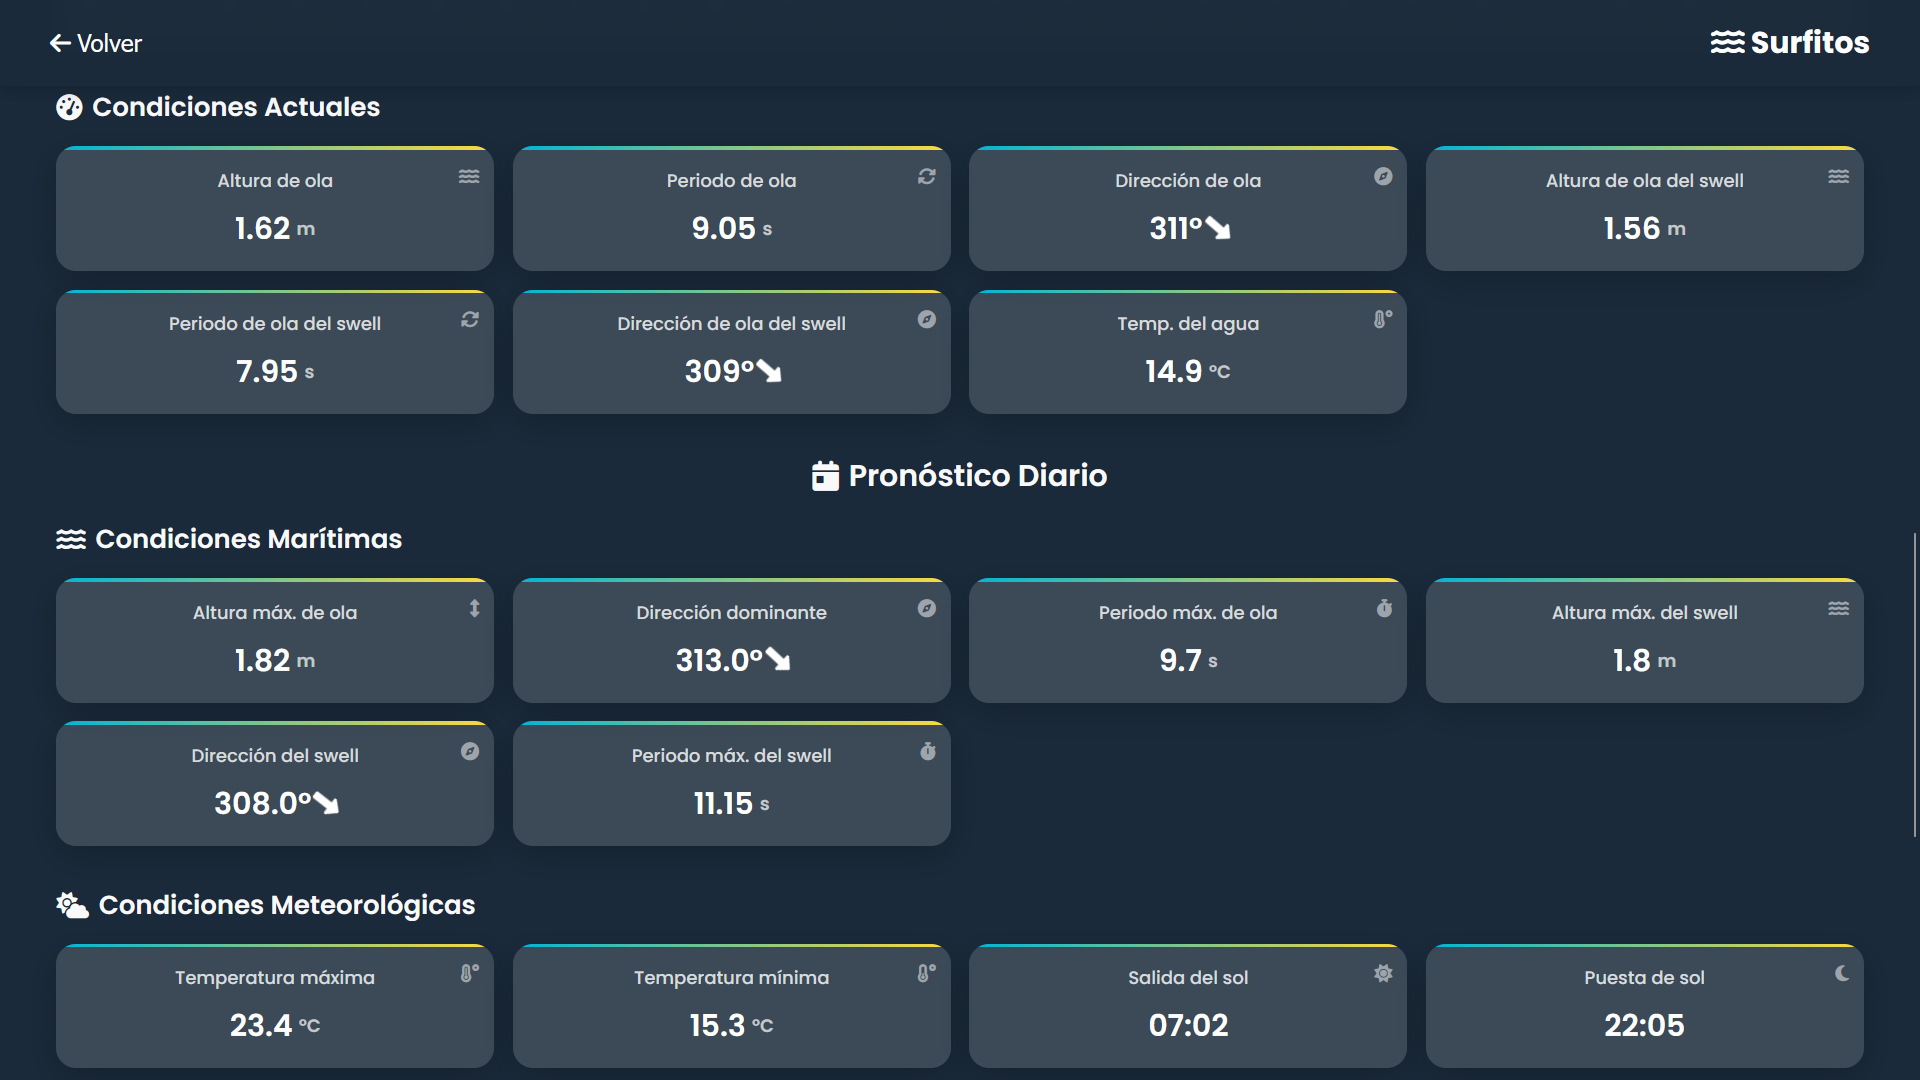 Volver
Surfitos
Condiciones Actuales
Altura de ola
1.62 m
Periodo de ola
9.05 s
Dirección de ola
311°
Altura de ola del swell
1.56 m
Periodo de ola del swell
7.95 s
Dirección de ola del swell
309°
Temp. del agua
14.9 °C
Pronóstico Diario
Condiciones Marítimas
Altura máx. de ola
1.82 m
Dirección dominante
313.0°
Periodo máx. de ola
9.7 s
Altura máx. del swell
1.8 m
Dirección del swell
308.0°
Periodo máx. del swell
11.15 s
Condiciones Meteorológicas
Temperatura máxima
23.4 °C
Temperatura mínima
15.3 °C
Salida del sol
07:02
Puesta de sol
22:05